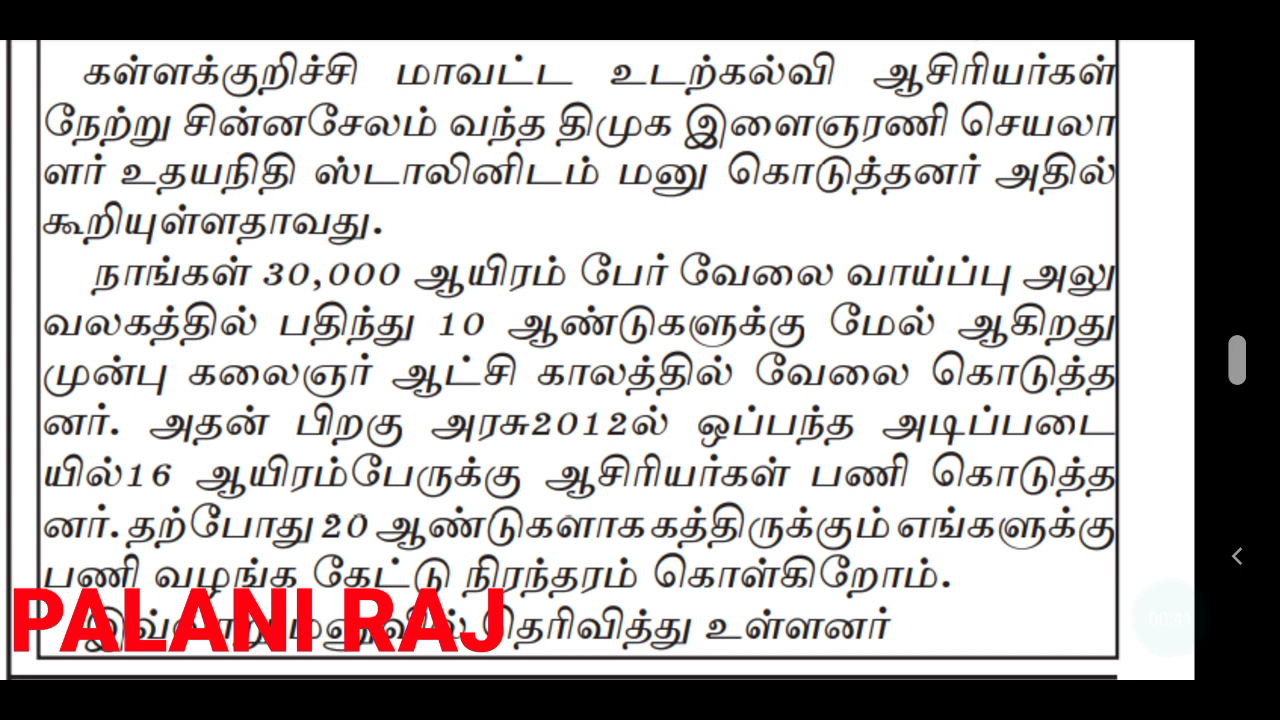 கள்ளக்குறிச்சி மாவட்ட உடற்கல்வி ஆசிரியர்கள்
நேற்று சின்னசேலம் வந்த திமுக இளைஞரணி செயலா
ளர் உதயநிதி ஸ்டாலினிடம் மனு கொடுத்தனர் அதில்
கூறியுள்ளதாவது.
நாங்கள் 30,000 ஆயிரம் பேர் வேலை வாய்ப்பு அலு
வலகத்தில் பதிந்து 10 ஆண்டுகளுக்கு மேல் ஆகிறது
முன்பு கலைஞர் ஆட்சி காலத்தில் வேலை கொடுத்த
னர். அதன் பிறகு அரசு2012ல் ஒப்பந்த அடிப்படை
யில்16 ஆயிரம்பேருக்கு ஆசிரியர்கள் பணி கொடுத்த
னர். தற்போது 20 ஆண்டுகளாககத்திருக்கும் எங்களுக்கு
பணி வழங்க கேட்டு நிரந்தரம் கொள்கிறோம்.
தெரிவித்து உள்ளனர்
PALANI RAJ
00:41